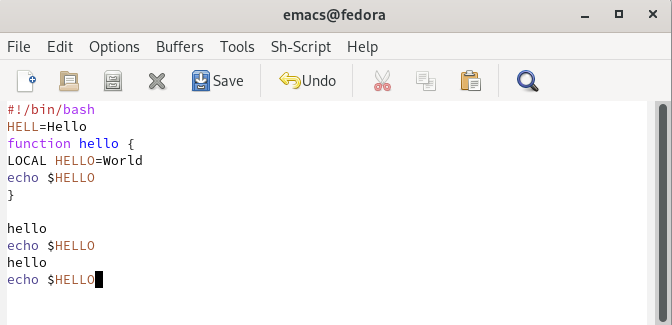 emacs@fedora
File Edit Options Buffers Tools Sh-Script Help
Save Undo
#!/bin/bash
HELL=Hello
function hello {
LOCAL HELLO=World
echo $HELLO
}
hello
echo $HELLO
hello
echo $HELLO